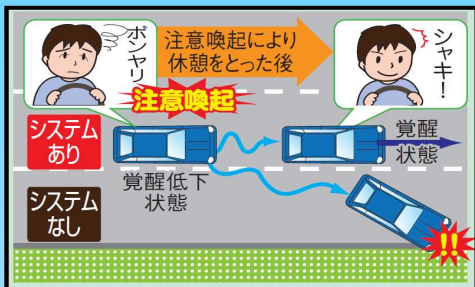 ボンヤリ
注意喚起により
休憩をとった後
シャキ！
注意喚起
システム
あり
覚醒低下
状態
覚醒
状態
システム
なし
!!